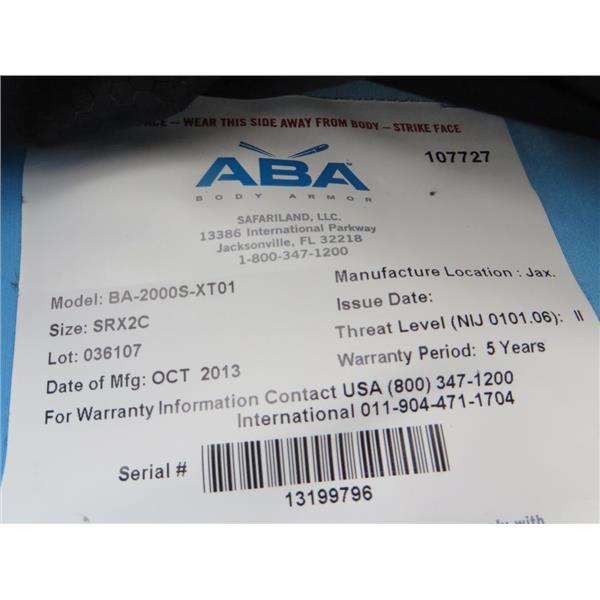 ACE – WEAR THIS SIDE AWAY FROM BODY – STRIKE FACE
107727
ABA
BODY ARMOR
SAFARILAND, LLC.
13386 International Parkway
Jacksonville, FL 32218
1-800-347-1200
Model: BA-2000S-XT01
Size: SRX2C
Lot: 036107
Date of Mfg: OCT 2013
Manufacture Location : Jax.
Issue Date:
Threat Level (NIJ 0101.06): II
Warranty Period: 5 Years
For Warranty Information Contact USA (800) 347-1200
International 011-904-471-1704
Serial #
13199796
with